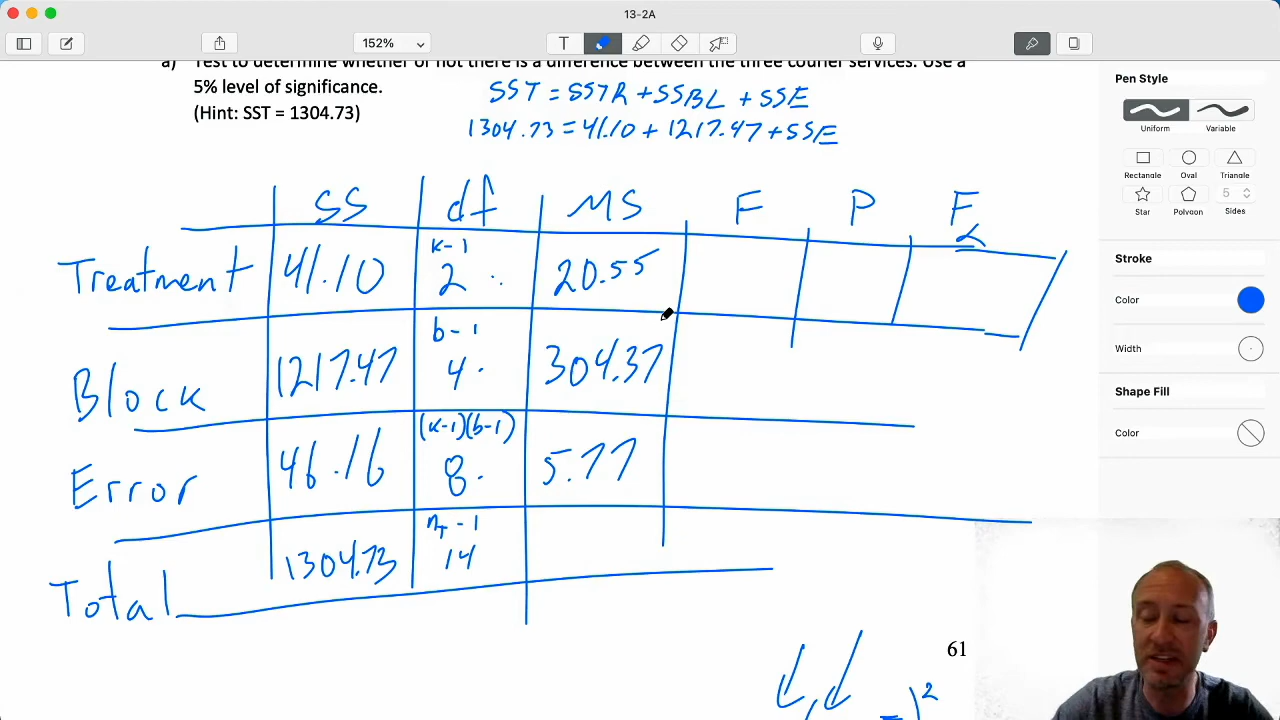 13-2A
152%
T
a) Test to determine whether or not there is a difference between the three courier services. Use a
5% level of significance.
(Hint: SST = 1304.73)
SST = SSTR + SSBL + SSE
1304.73 = 41.10 + 1217.47 + SSE
SS df MS F P Fα
Treatment 41.10 k-1 2 20.55
Block 1217.47 b-1 4 304.37
Error 46.16 (k-1)(b-1) 8 5.77
Total 1304.73 nT-1 14
61
= )²
Pen Style
Uniform Variable
Rectangle Oval Triangle
5
Star Polygon Sides
Stroke
Color
Width
Shape Fill
Color